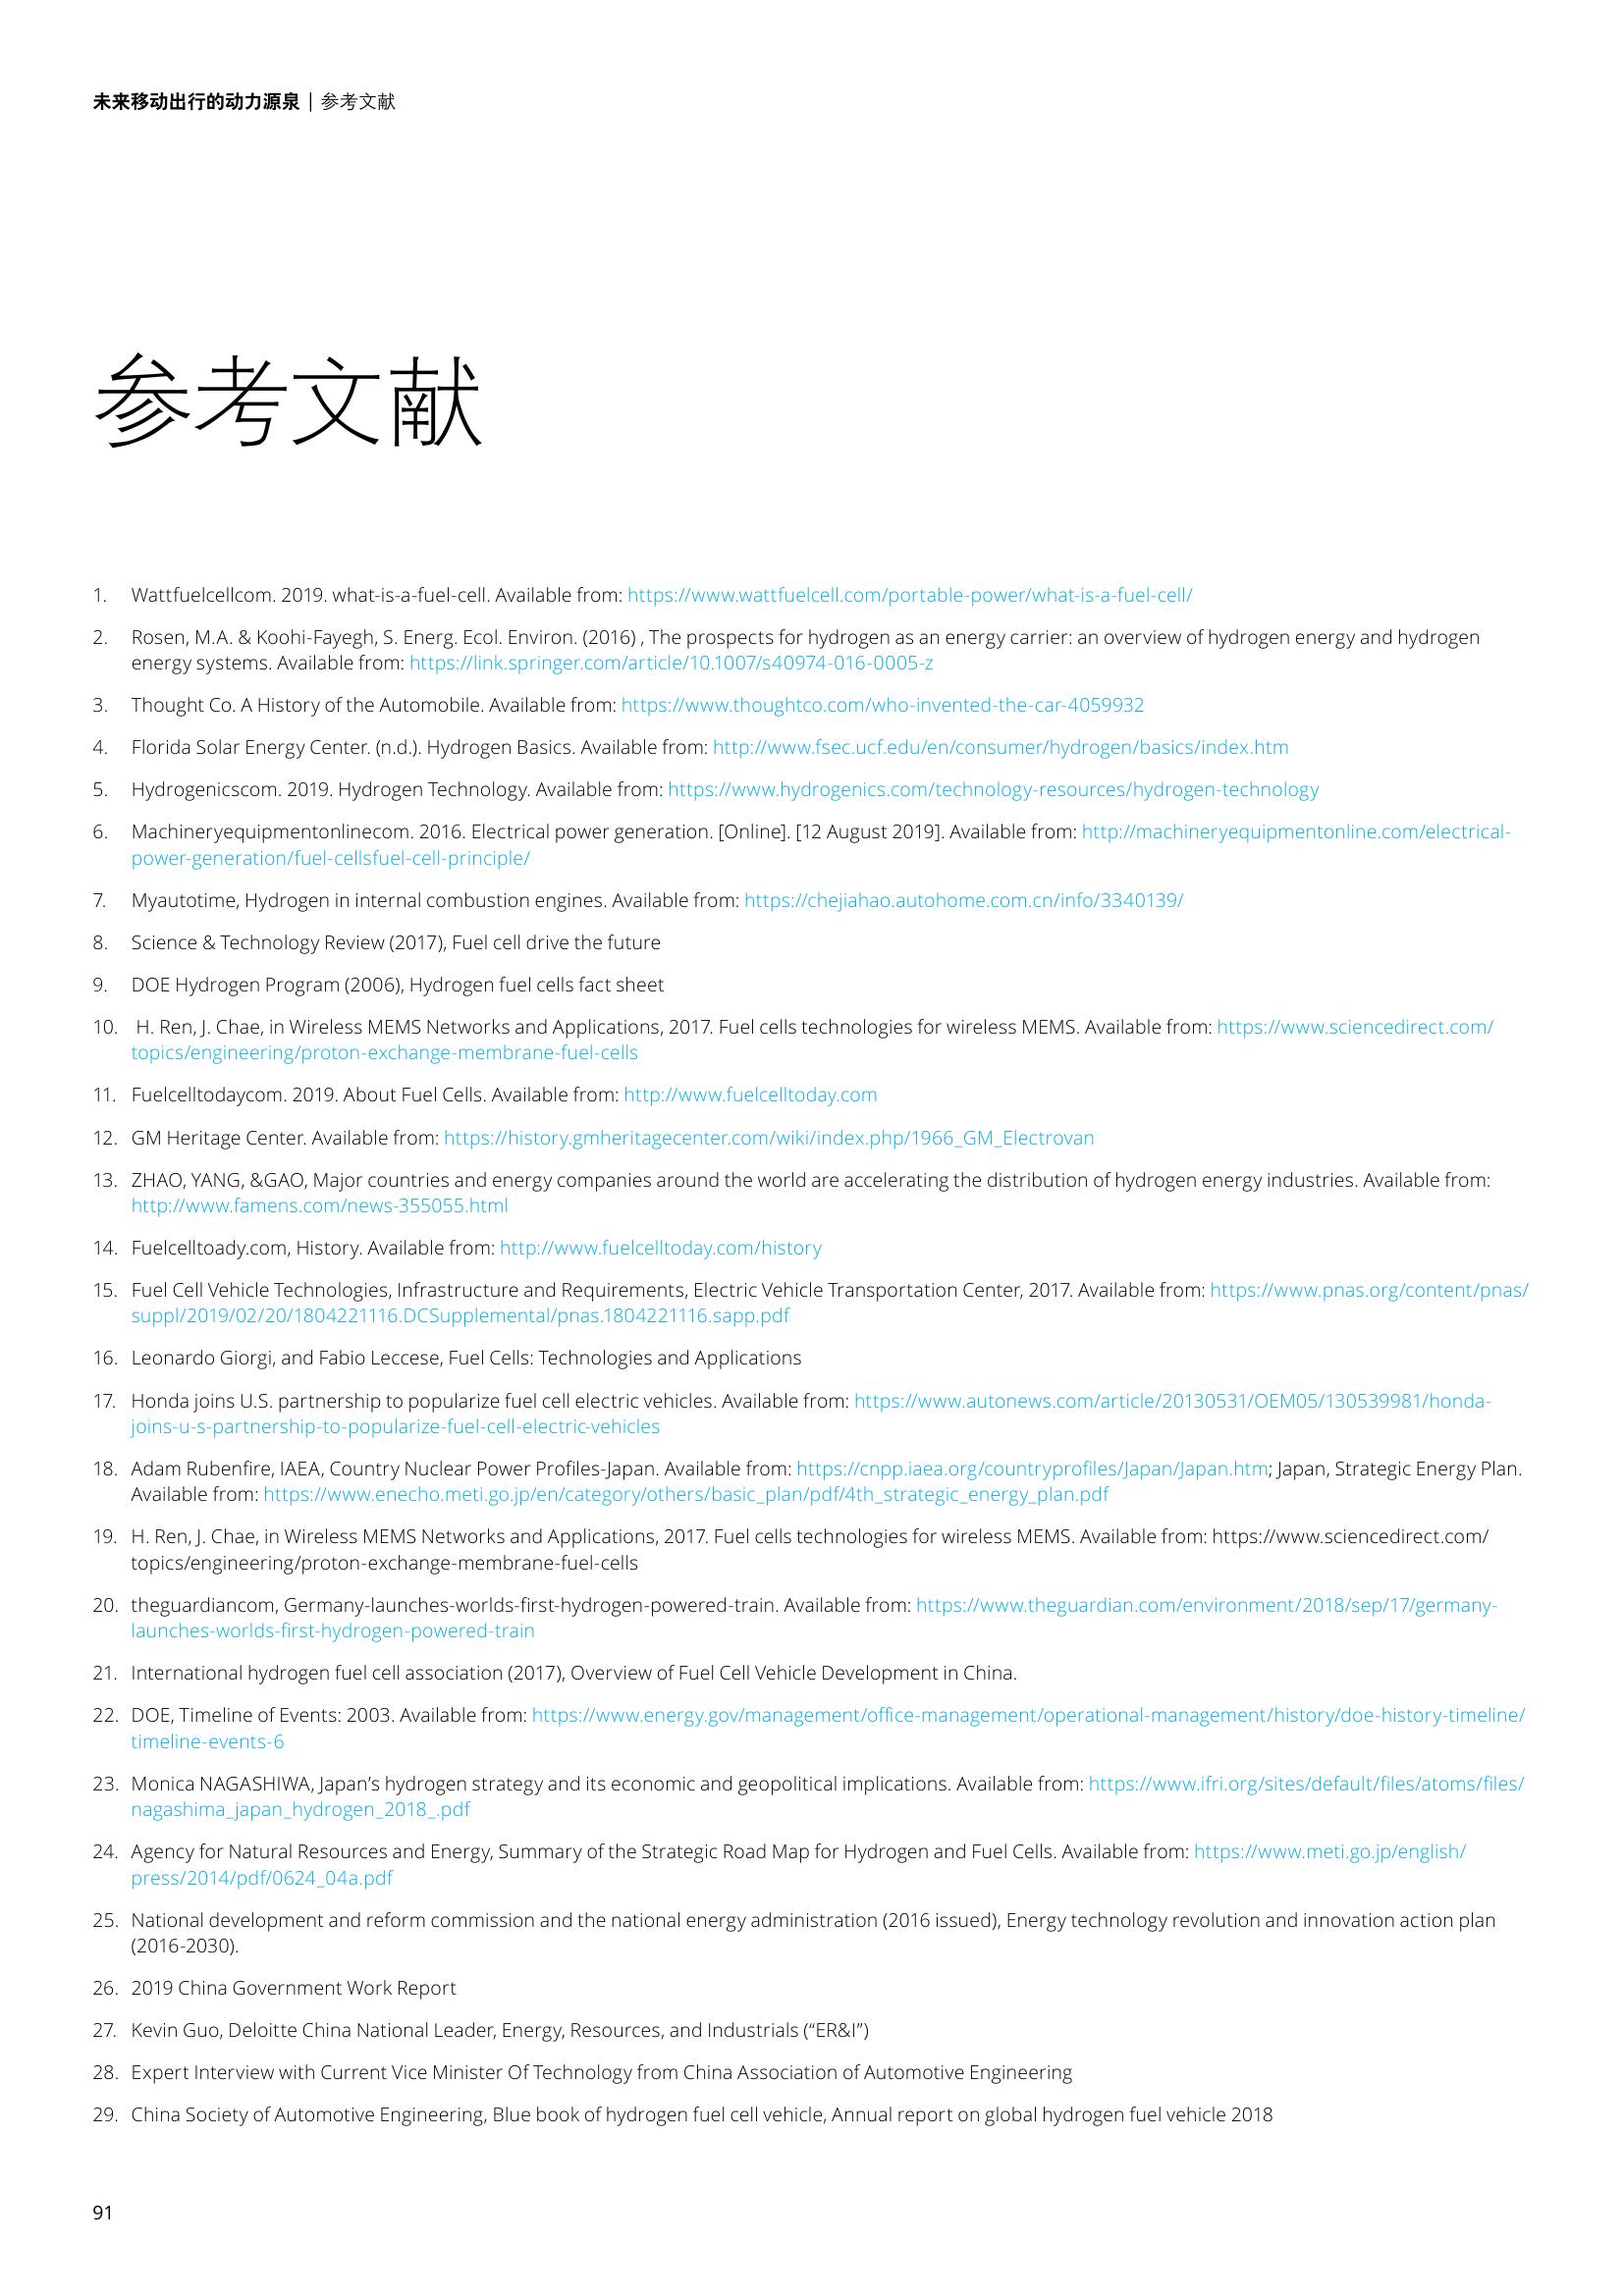 未来移动出行的动力源泉 | 参考文献
参考文献
1. Wattfuelcellcom. 2019. what-is-a-fuel-cell. Available from: https://www.wattfuelcell.com/portable-power/what-is-a-fuel-cell/
2. Rosen, M.A. & Koohi-Fayegh, S. Energ. Ecol. Environ. (2016) , The prospects for hydrogen as an energy carrier: an overview of hydrogen energy and hydrogen
energy systems. Available from: https://link.springer.com/article/10.1007/s40974-016-0005-z
3. Thought Co. A History of the Automobile. Available from: https://www.thoughtco.com/who-invented-the-car-4059932
4. Florida Solar Energy Center. (n.d.). Hydrogen Basics. Available from: http://www.fsec.ucf.edu/en/consumer/hydrogen/basics/index.htm
5. Hydrogenicscom. 2019. Hydrogen Technology. Available from: https://www.hydrogenics.com/technology-resources/hydrogen-technology
6. Machineryequipmentonlinecom. 2016. Electrical power generation. [Online]. [12 August 2019]. Available from: http://machineryequipmentonline.com/electrical-
power-generation/fuel-cellsfuel-cell-principle/
7. Myautotime, Hydrogen in internal combustion engines. Available from: https://chejiahao.autohome.com.cn/info/3340139/
8. Science & Technology Review (2017), Fuel cell drive the future
9. DOE Hydrogen Program (2006), Hydrogen fuel cells fact sheet
10. H. Ren, J. Chae, in Wireless MEMS Networks and Applications, 2017. Fuel cells technologies for wireless MEMS. Available from: https://www.sciencedirect.com/
topics/engineering/proton-exchange-membrane-fuel-cells
11. Fuelcelltodaycom. 2019. About Fuel Cells. Available from: http://www.fuelcelltoday.com
12. GM Heritage Center. Available from: https://history.gmheritagecenter.com/wiki/index.php/1966_GM_Electrovan
13. ZHAO, YANG, &GAO, Major countries and energy companies around the world are accelerating the distribution of hydrogen energy industries. Available from:
http://www.famens.com/news-355055.html
14. Fuelcelltoady.com, History. Available from: http://www.fuelcelltoday.com/history
15. Fuel Cell Vehicle Technologies, Infrastructure and Requirements, Electric Vehicle Transportation Center, 2017. Available from: https://www.pnas.org/content/pnas/
suppl/2019/02/20/1804221116.DCSupplemental/pnas.1804221116.sapp.pdf
16. Leonardo Giorgi, and Fabio Leccese, Fuel Cells: Technologies and Applications
17. Honda joins U.S. partnership to popularize fuel cell electric vehicles. Available from: https://www.autonews.com/article/20130531/OEM05/130539981/honda-
joins-u-s-partnership-to-popularize-fuel-cell-electric-vehicles
18. Adam Rubenfire, IAEA, Country Nuclear Power Profiles-Japan. Available from: https://cnpp.iaea.org/countryprofiles/Japan/Japan.htm; Japan, Strategic Energy Plan.
Available from: https://www.enecho.meti.go.jp/en/category/others/basic_plan/pdf/4th_strategic_energy_plan.pdf
19. H. Ren, J. Chae, in Wireless MEMS Networks and Applications, 2017. Fuel cells technologies for wireless MEMS. Available from: https://www.sciencedirect.com/
topics/engineering/proton-exchange-membrane-fuel-cells
20. theguardiancom, Germany-launches-worlds-first-hydrogen-powered-train. Available from: https://www.theguardian.com/environment/2018/sep/17/germany-
launches-worlds-first-hydrogen-powered-train
21. International hydrogen fuel cell association (2017), Overview of Fuel Cell Vehicle Development in China.
22. DOE, Timeline of Events: 2003. Available from: https://www.energy.gov/management/office-management/operational-management/history/doe-history-timeline/
timeline-events-6
23. Monica NAGASHIWA, Japan’s hydrogen strategy and its economic and geopolitical implications. Available from: https://www.ifri.org/sites/default/files/atoms/files/
nagashima_japan_hydrogen_2018_.pdf
24. Agency for Natural Resources and Energy, Summary of the Strategic Road Map for Hydrogen and Fuel Cells. Available from: https://www.meti.go.jp/english/
press/2014/pdf/0624_04a.pdf
25. National development and reform commission and the national energy administration (2016 issued), Energy technology revolution and innovation action plan
(2016-2030).
26. 2019 China Government Work Report
27. Kevin Guo, Deloitte China National Leader, Energy, Resources, and Industrials (“ER&I”)
28. Expert Interview with Current Vice Minister Of Technology from China Association of Automotive Engineering
29. China Society of Automotive Engineering, Blue book of hydrogen fuel cell vehicle, Annual report on global hydrogen fuel vehicle 2018
91